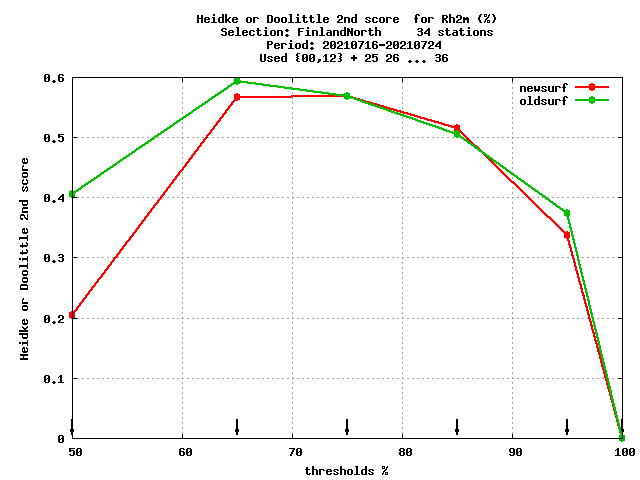 Heidke or Doolittle 2nd score  for Rh2m (%)
Selection: FinlandNorth     34 stations
Period: 20210716-20210724
Used {00,12} + 25 26 ... 36
newsurf
oldsurf
Heidke or Doolittle 2nd score
0.6
0.5
0.4
0.3
0.2
0.1
0
50 60 70 80 90 100
thresholds %